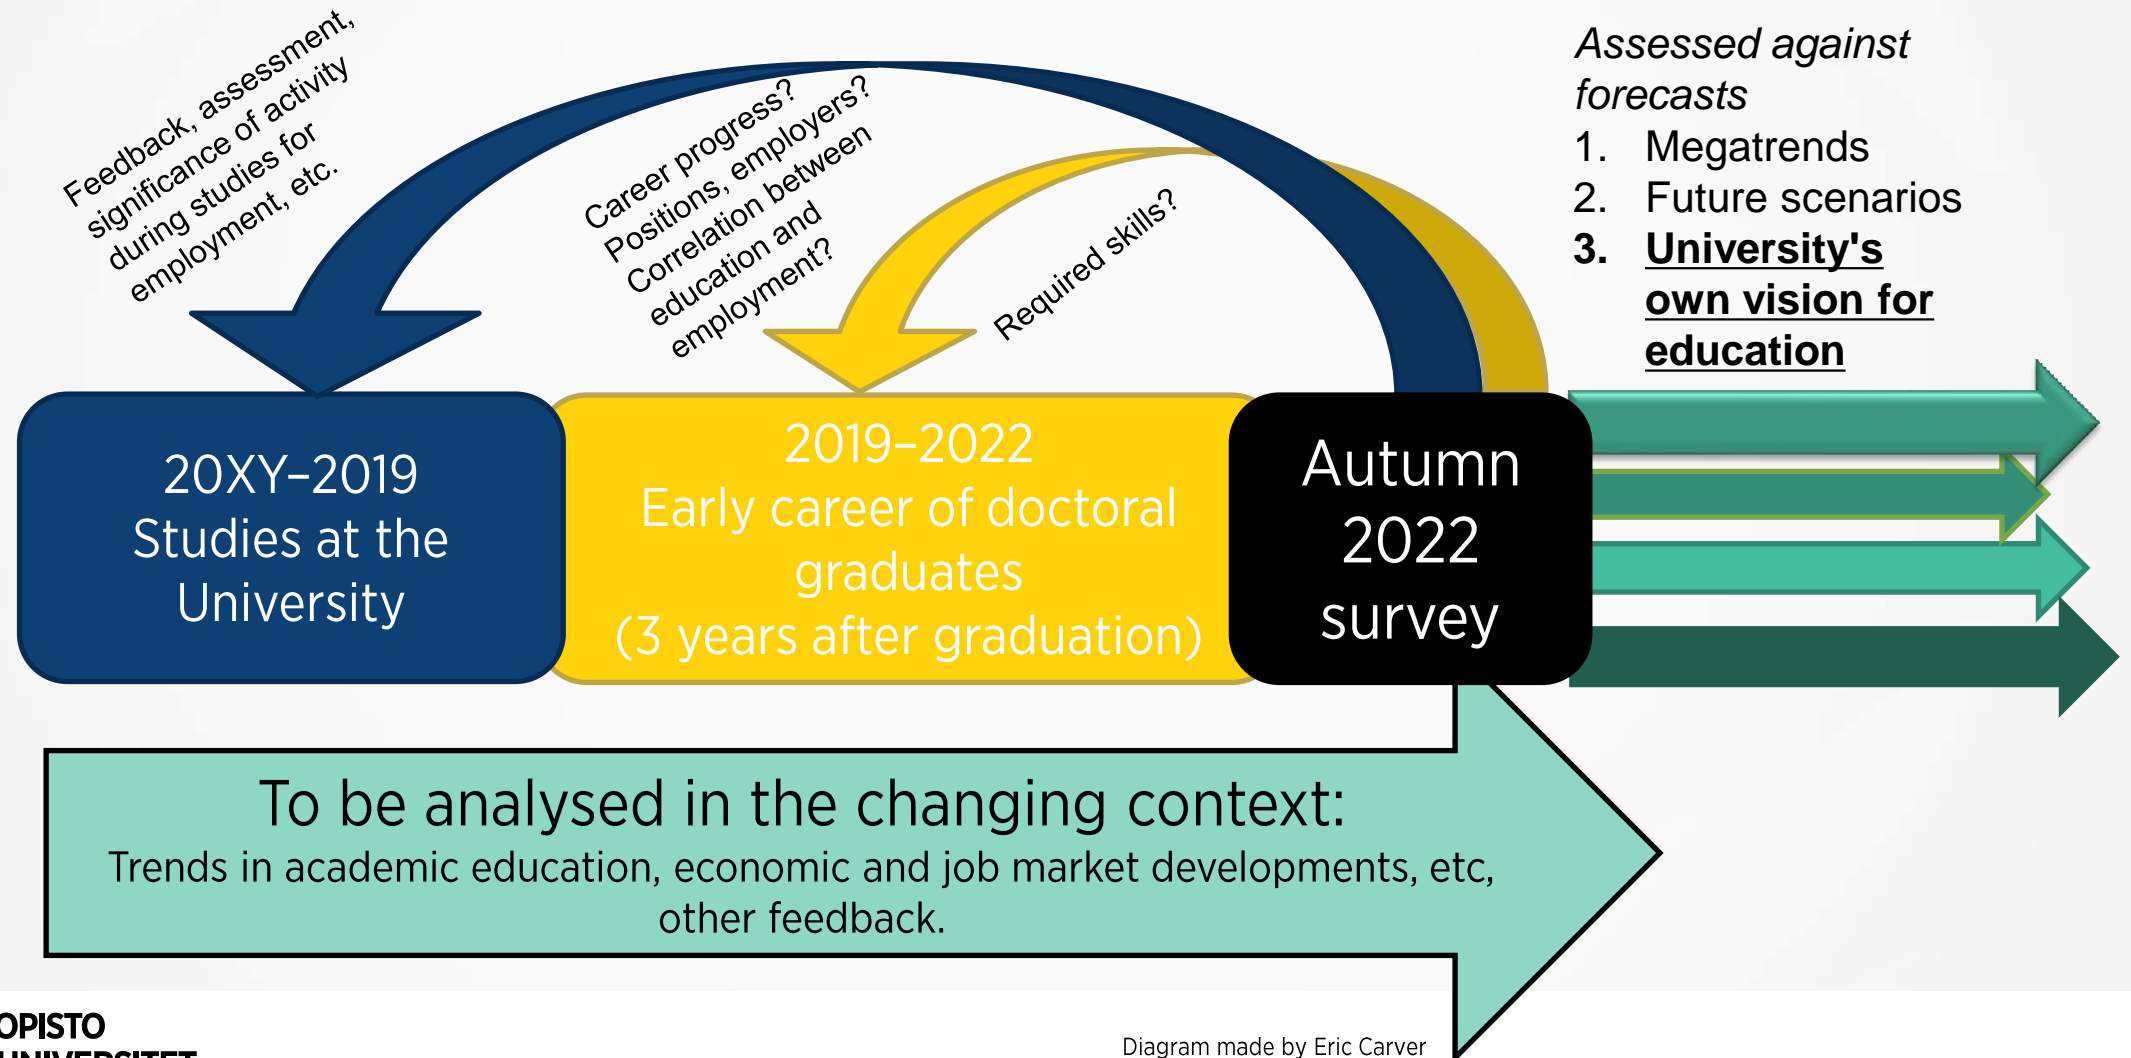 Feedback, assessment,
significance of activity
during studies for
employment, etc.
Career progress?
Positions, employers?
Correlation between
education and
employment?
Required skills?
Assessed against
forecasts
1. Megatrends
2. Future scenarios
3. University's
own vision for
education
20XY–2019
Studies at the
University
2019–2022
Early career of doctoral
graduates
(3 years after graduation)
Autumn
2022
survey
To be analysed in the changing context:
Trends in academic education, economic and job market developments, etc,
other feedback.
OPISTO
UNIVERSITET
Diagram made by Eric Carver